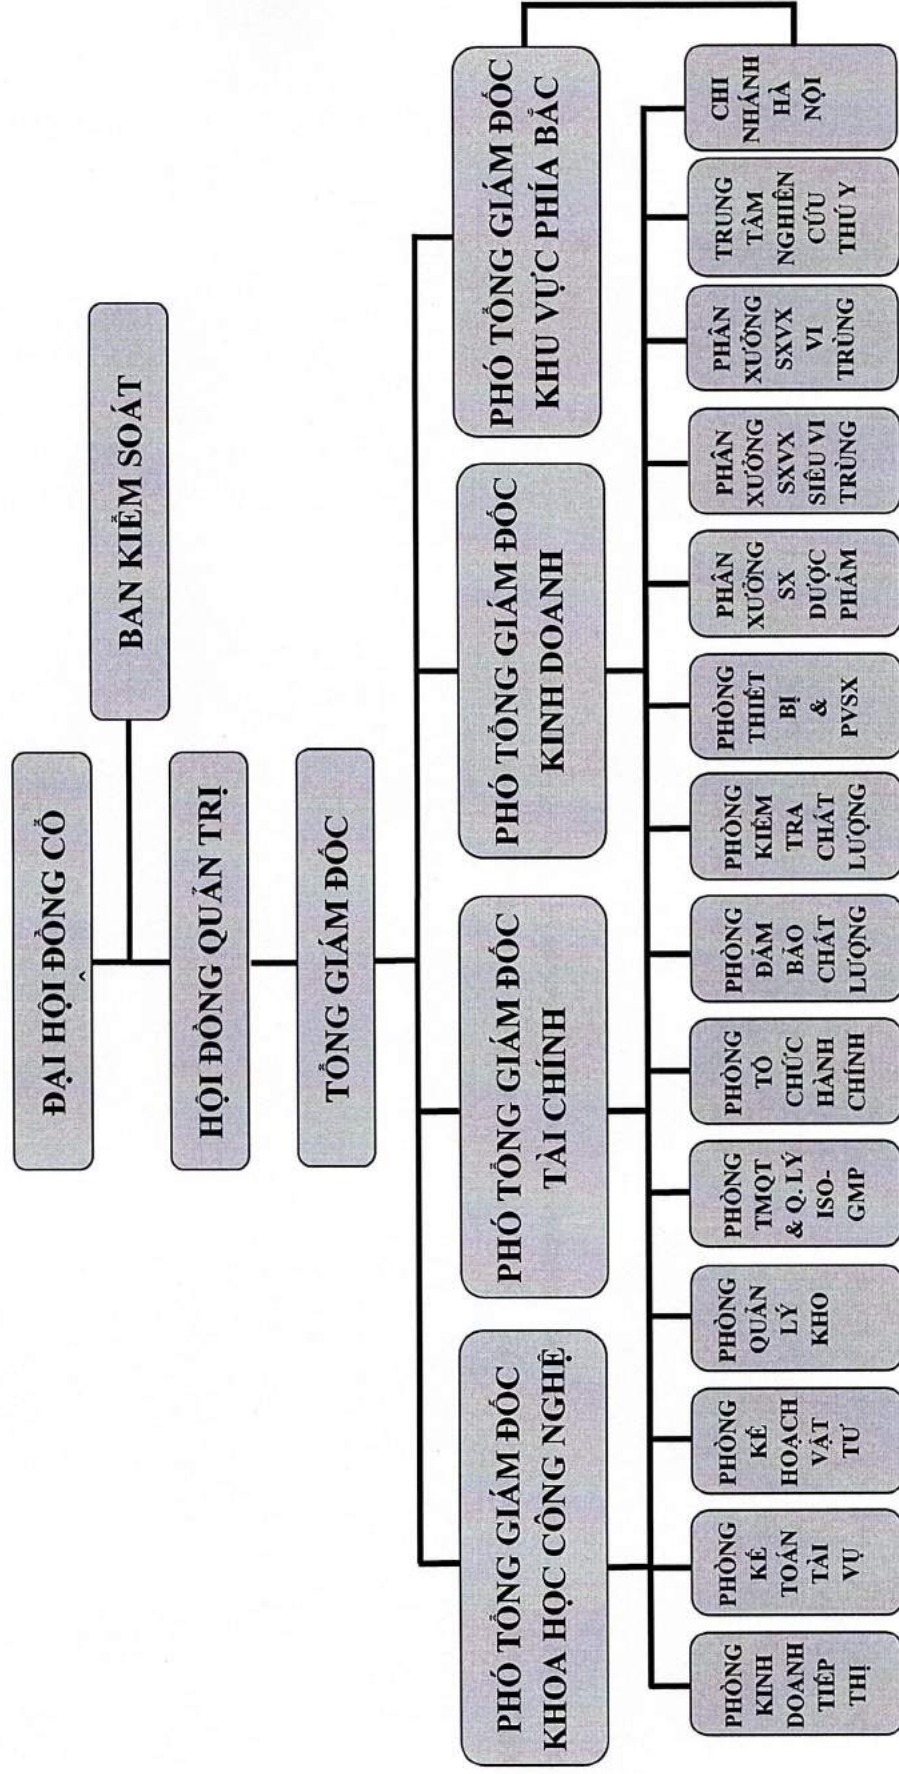 ĐẠI HỘI ĐỒNG CỔ
BAN KIỂM SOÁT
HỘI ĐỒNG QUẢN TRỊ
TỔNG GIÁM ĐỐC
PHÓ TỔNG GIÁM ĐỐC
KHOA HỌC CÔNG NGHỆ
PHÓ TỔNG GIÁM ĐỐC
TÀI CHÍNH
PHÓ TỔNG GIÁM ĐỐC
KINH DOANH
PHÓ TỔNG GIÁM ĐỐC
KHU VỰC PHÍA BẮC
PHÒNG
KINH
DOANH
TIẾP
THỊ
PHÒNG
KẾ
TOÁN
TÀI
VỤ
PHÒNG
KẾ
HOẠCH
VẬT
TƯ
PHÒNG
QUẢN
LÝ
KHO
PHÒNG
TMQT
& Q. LÝ
ISO-
GMP
PHÒNG
TỔ
CHỨC
HÀNH
CHÍNH
PHÒNG
ĐẢM
BẢO
CHẤT
LƯỢNG
PHÒNG
KIỂM
TRA
CHẤT
LƯỢNG
PHÒNG
THIẾT
BỊ
&
PVSX
PHÂN
XƯỞNG
SX
DƯỢC
PHẨM
PHÂN
XƯỞNG
SXVX
SIÊU VI
TRÙNG
PHÂN
XƯỞNG
SXVX
VI
TRÙNG
TRUNG
TÂM
NGHIÊN
CỨU
THÚ Y
CHI
NHÁNH
HÀ
NỘI